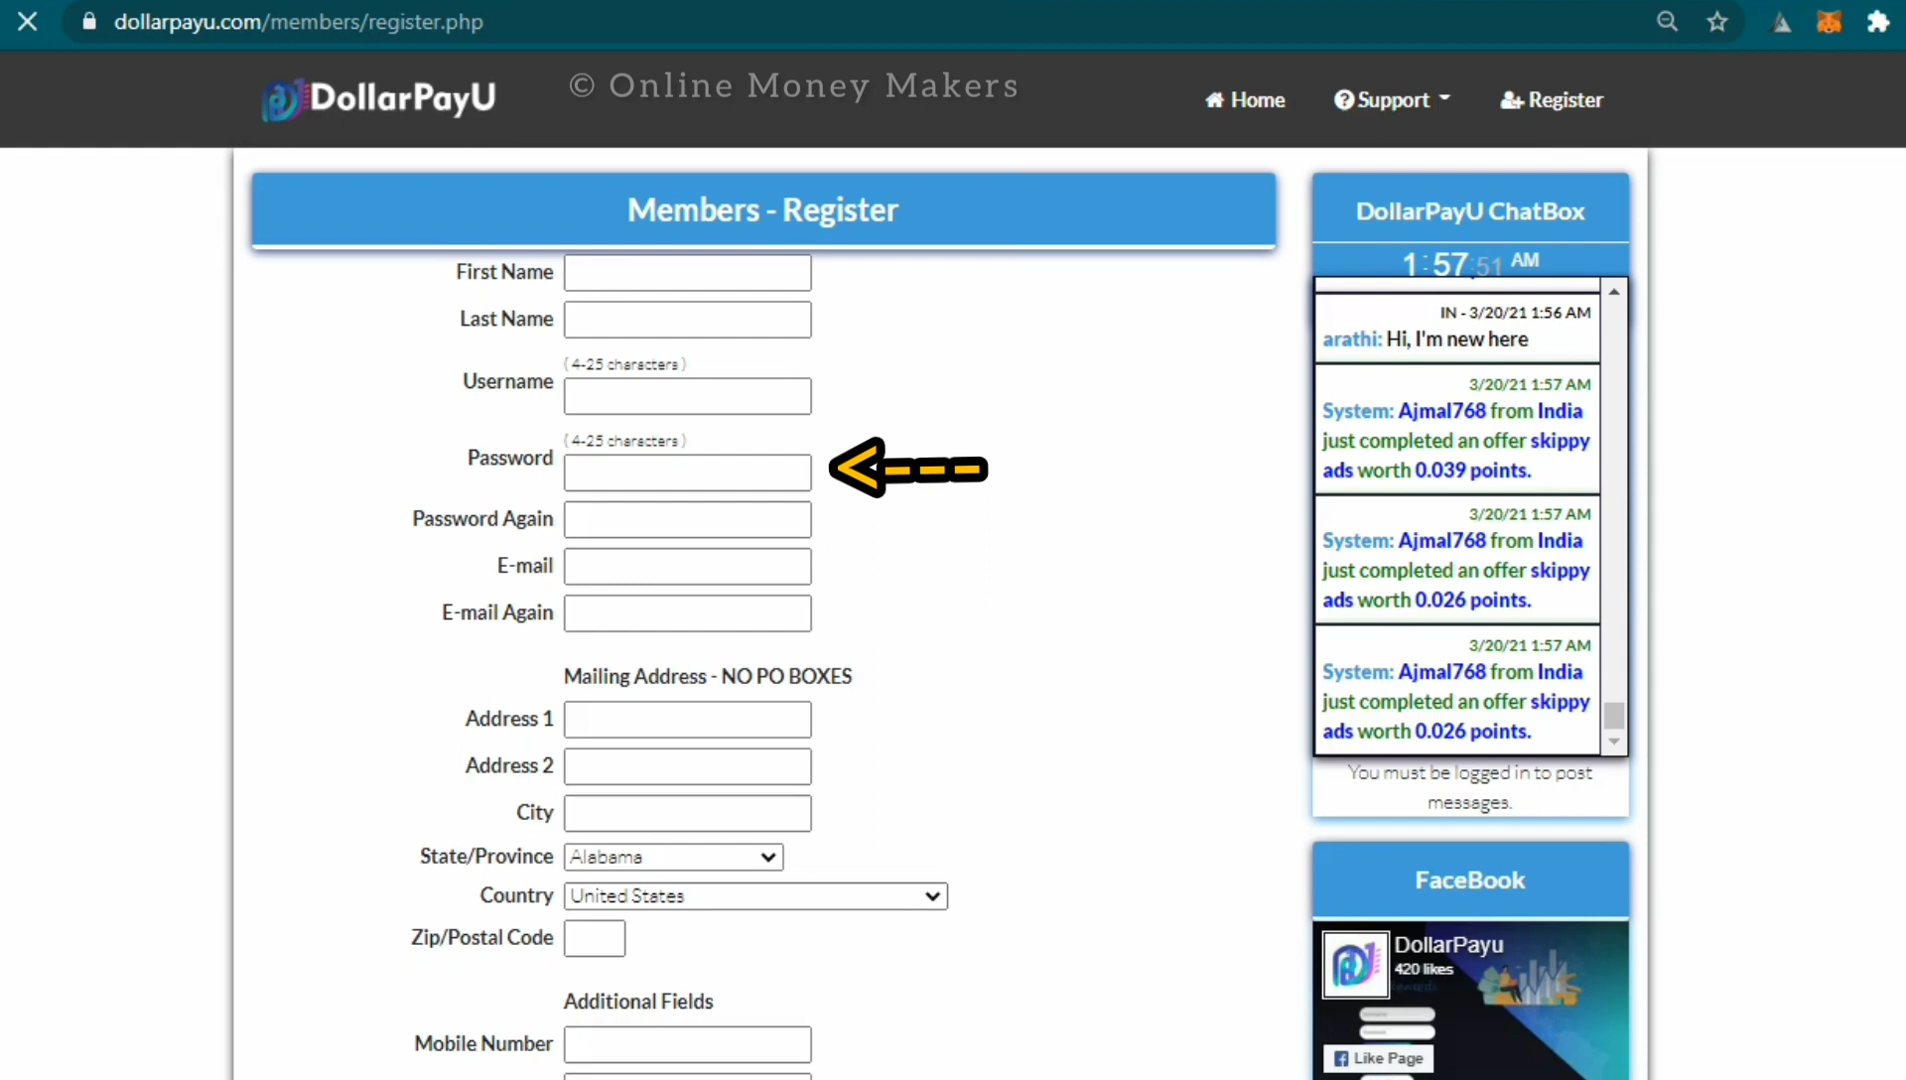 dollarpayu.com/members/register.php
DollarPayU
© Online Money Makers
Home
Support
Register
Members - Register
First Name
Last Name
( 4-25 characters )
Username
( 4-25 characters )
Password
Password Again
E-mail
E-mail Again
Mailing Address - NO PO BOXES
Address 1
Address 2
City
State/Province
Alabama
Country
United States
Zip/Postal Code
Additional Fields
Mobile Number
DollarPayU ChatBox
1:57:51 AM
IN - 3/20/21 1:56 AM
arathi: Hi, I'm new here
3/20/21 1:57 AM
System: Ajmal768 from India
just completed an offer skippy
ads worth 0.039 points.
3/20/21 1:57 AM
System: Ajmal768 from India
just completed an offer skippy
ads worth 0.026 points.
3/20/21 1:57 AM
System: Ajmal768 from India
just completed an offer skippy
ads worth 0.026 points.
You must be logged in to post
messages.
FaceBook
DollarPayu
420 likes
Like Page